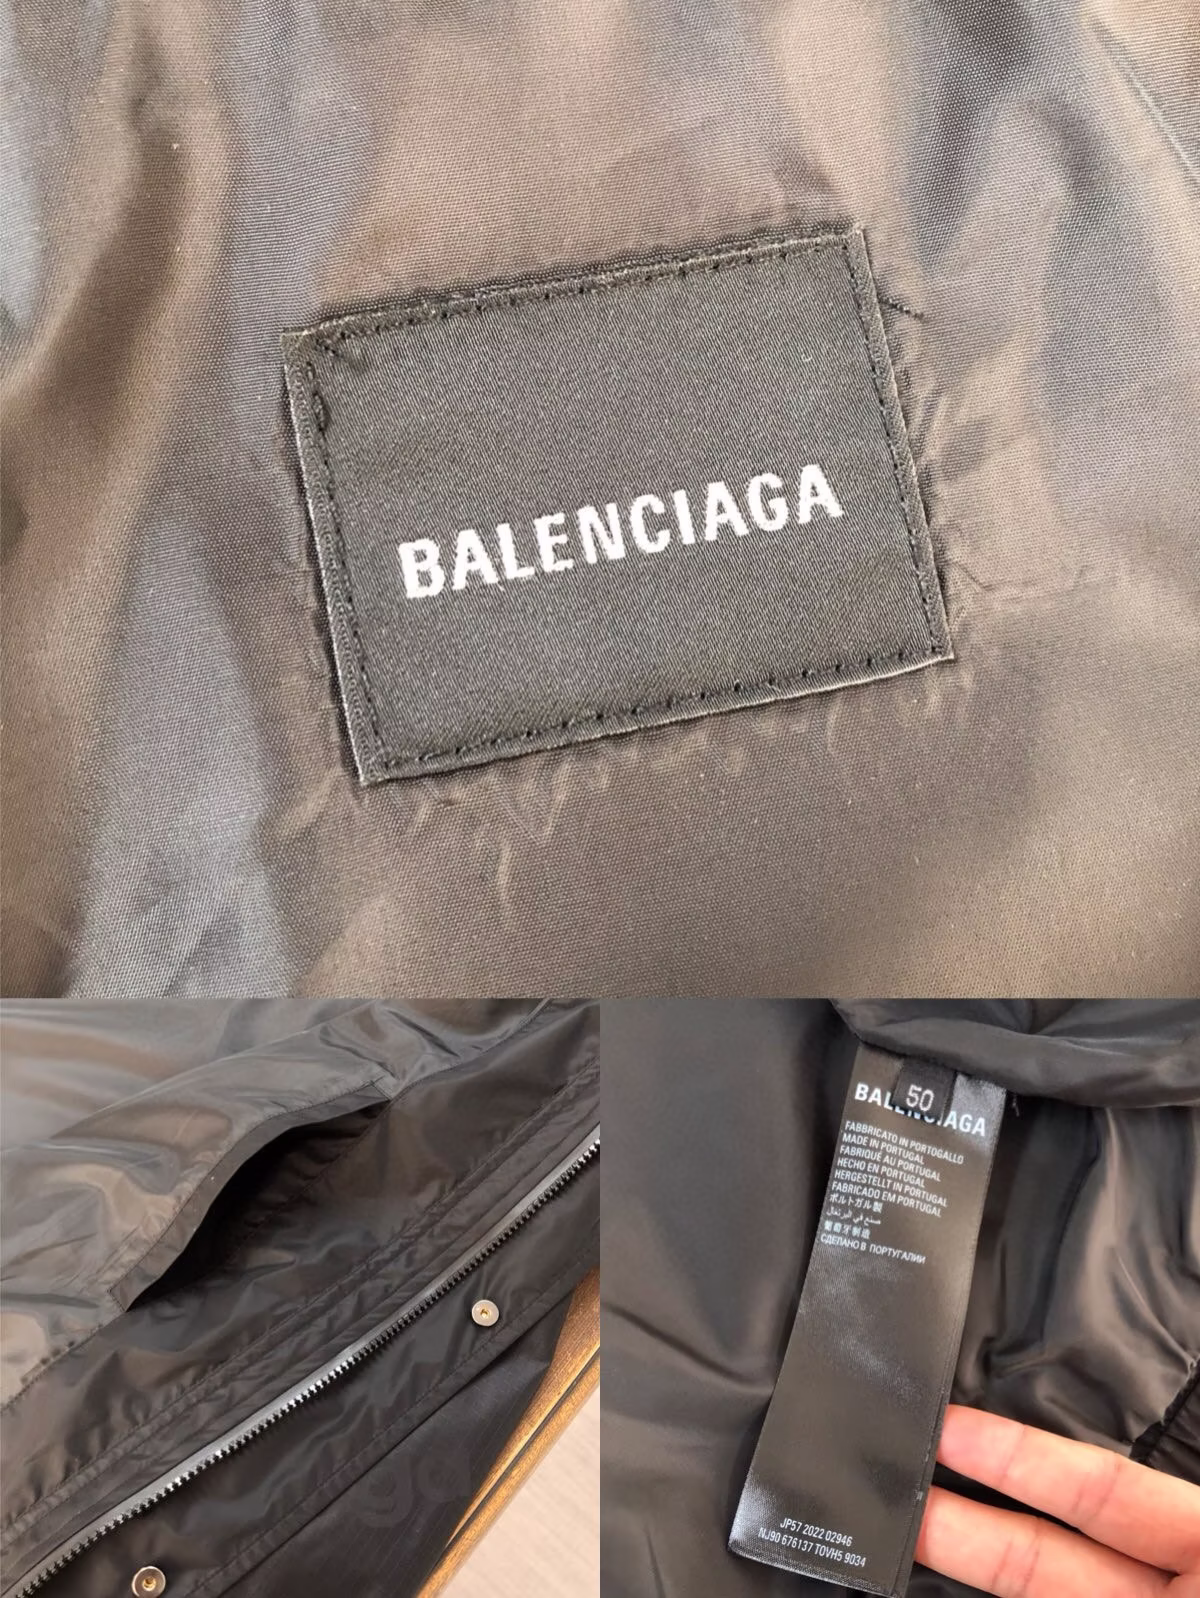 BALENCIAGA
50
BALENCIAGA
FABBRICATO IN PORTOGALLO
MADE IN PORTUGAL
FABRIQUÉ AU PORTUGAL
HECHO EN PORTUGAL
HERGESTELLT IN PORTUGAL
FABRICADO EM PORTUGAL
ポルトガル製
صنع في البرتغال
葡萄牙制造
СДЕЛАНО В ПОРТУГАЛИИ
JP57 2022 02946
NJ90 676137 TOVH5 9034